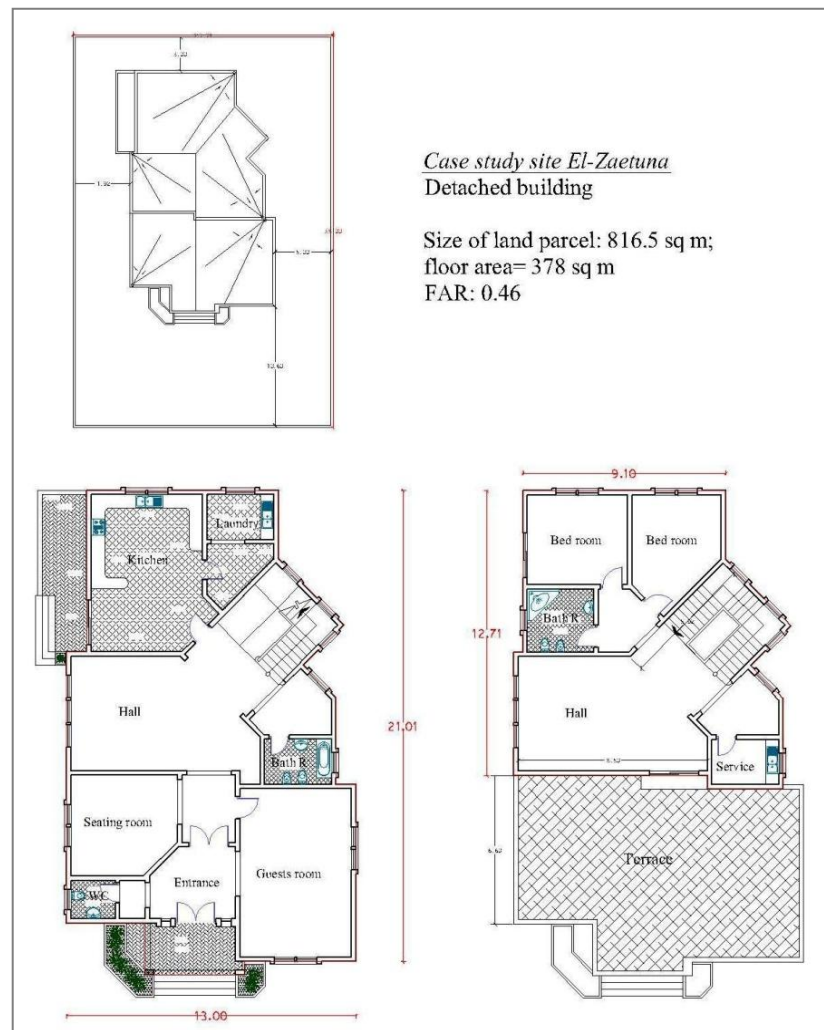 Case study site El-Zaetuna
Detached building
Size of land parcel: 816.5 sq m;
floor area= 378 sq m
FAR: 0.46
9.10
Laundry
Kitchen
Bed room
Bed room
Bath R
12.71
Hall
Hall
21.01
Bath R
Service
Seating room
Terrace
Entrance
Guests room
WC
13.00